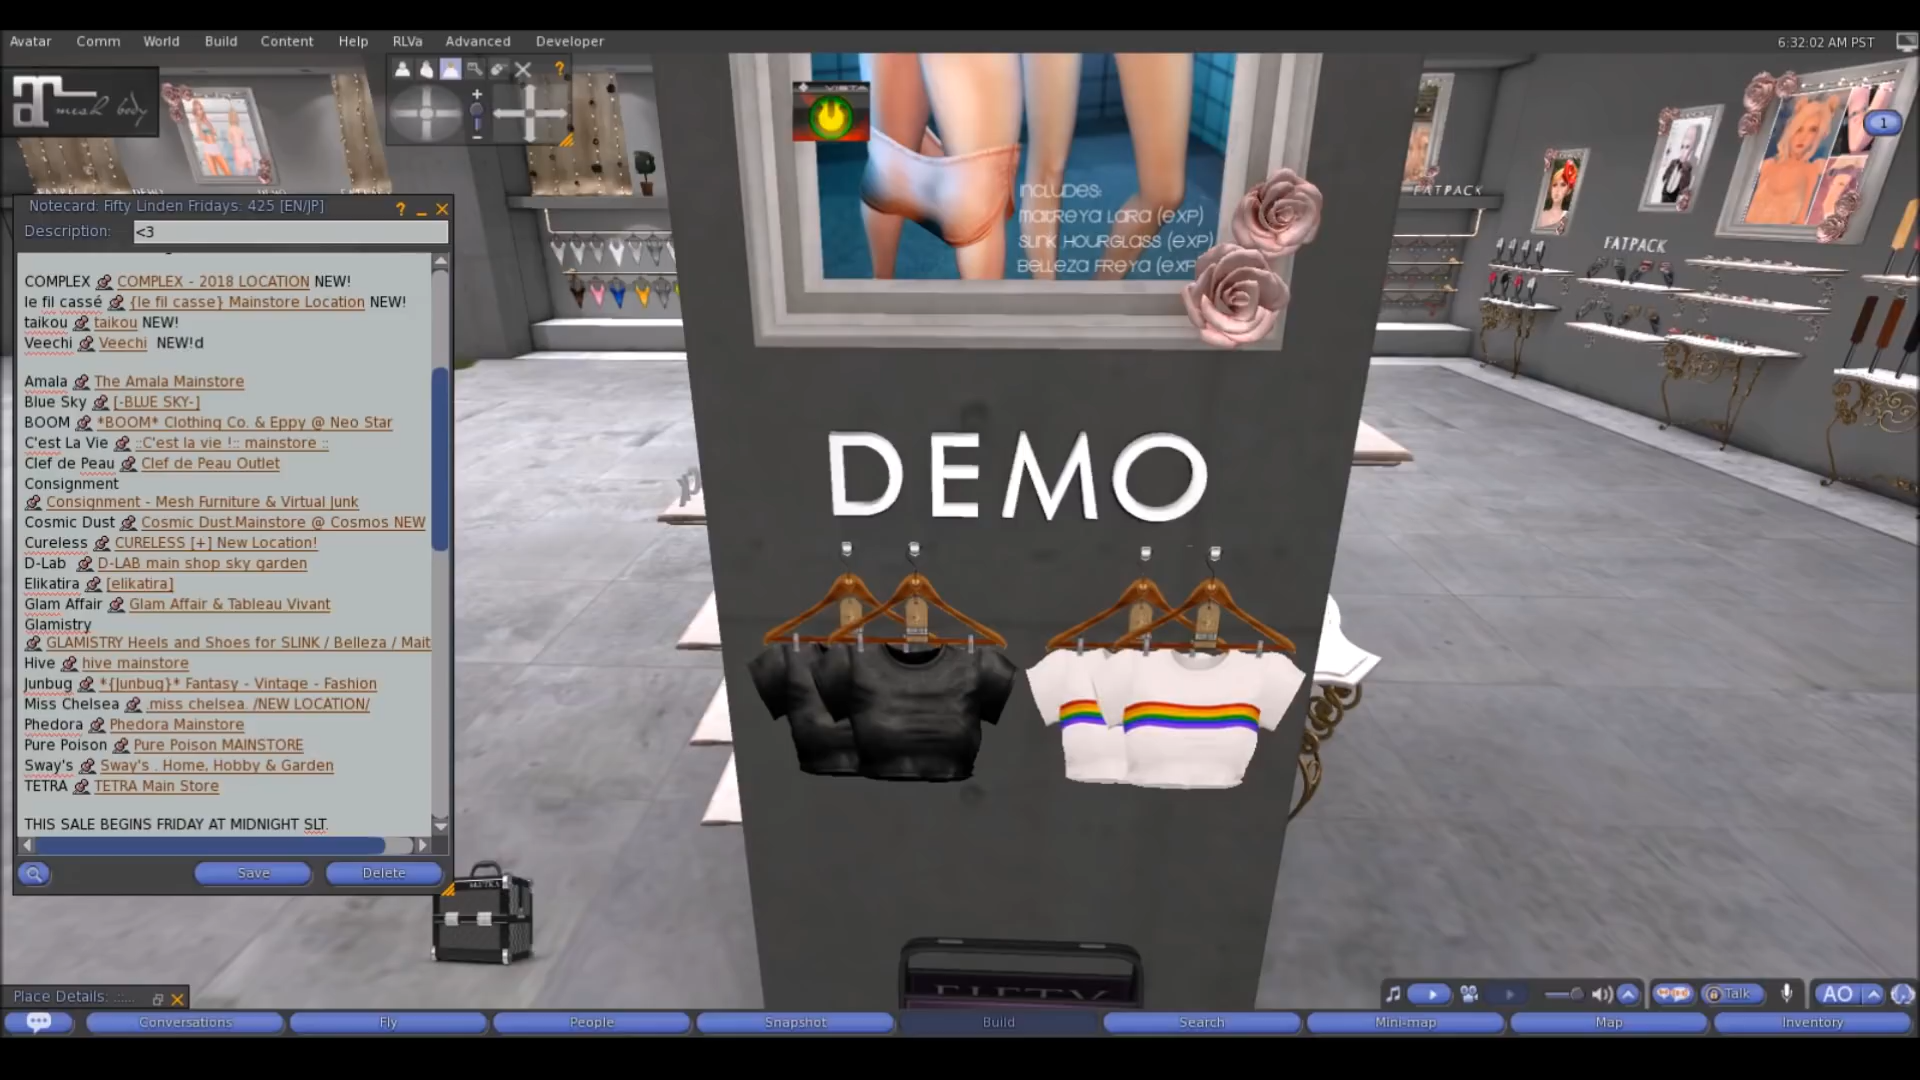 Avatar Comm World Build Content Help RLVa Advanced Developer
6:32:02 AM PST
mesh body
VISTA
1
Notecard: Fifty Linden Fridays: 425 [EN/JP]
Description: <3
COMPLEX COMPLEX - 2018 LOCATION NEW!
le fil cassé {le fil casse} Mainstore Location NEW!
taikou taikou NEW!
Veechi Veechi NEW!d
Amala The Amala Mainstore
Blue Sky [-BLUE SKY-]
BOOM *BOOM* Clothing Co. & Eppy @ Neo Star
C'est La Vie ::C'est la vie !:: mainstore ::
Clef de Peau Clef de Peau Outlet
Consignment
Consignment - Mesh Furniture & Virtual Junk
Cosmic Dust Cosmic Dust.Mainstore @ Cosmos NEW
Cureless CURELESS [+] New Location!
D-Lab D-LAB main shop sky garden
Elikatira [elikatira]
Glam Affair Glam Affair & Tableau Vivant
Glamistry
GLAMISTRY Heels and Shoes for SLINK / Belleza / Mait
Hive hive mainstore
Junbug *{Junbug}* Fantasy - Vintage - Fashion
Miss Chelsea .miss chelsea. /NEW LOCATION/
Phedora Phedora Mainstore
Pure Poison Pure Poison MAINSTORE
Sway's Sway's . Home, Hobby & Garden
TETRA TETRA Main Store
THIS SALE BEGINS FRIDAY AT MIDNIGHT SLT.
Save Delete
INCLUDES:
MAITREYA LARA (EXP)
SLINK HOURGLASS (EXP)
BELLEZA FREYA (EXP
FATPACK
FATPACK
DEMO
FIFTY
Place Details: .::...
Talk
AO
Conversations Fly People Snapshot Build Search Mini-map Map Inventory